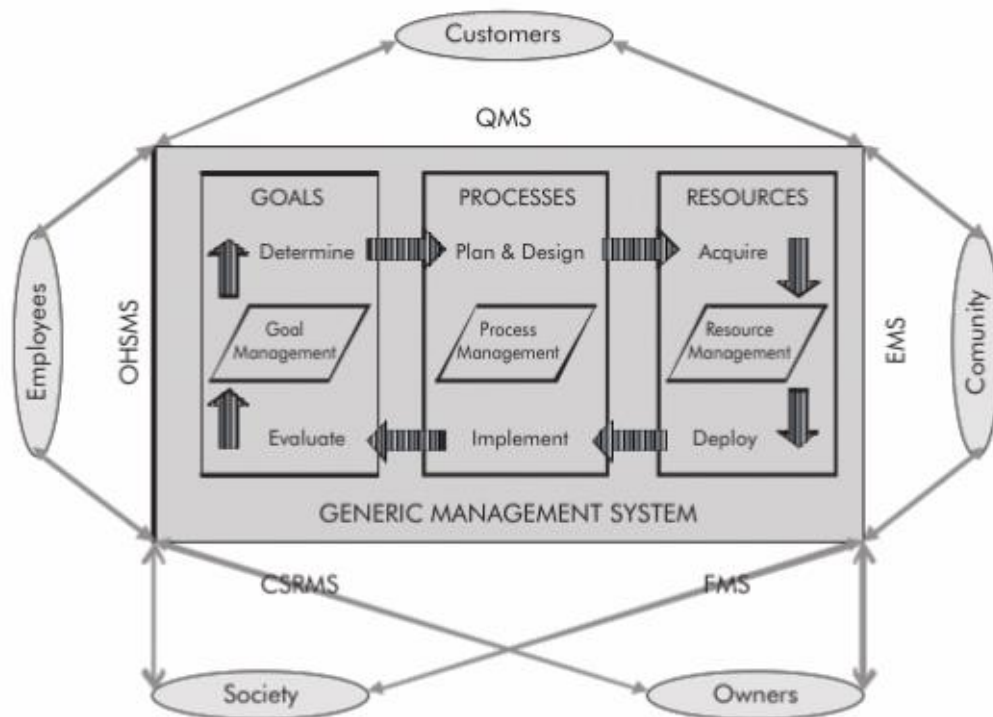 Customers
QMS
GOALS
PROCESSES
RESOURCES
Determine
Plan & Design
Acquire
Employees
OHSMS
Goal
Management
Process
Management
Resource
Management
EMS
Comunity
Evaluate
Implement
Deploy
GENERIC MANAGEMENT SYSTEM
CSRMS
FMS
Society
Owners